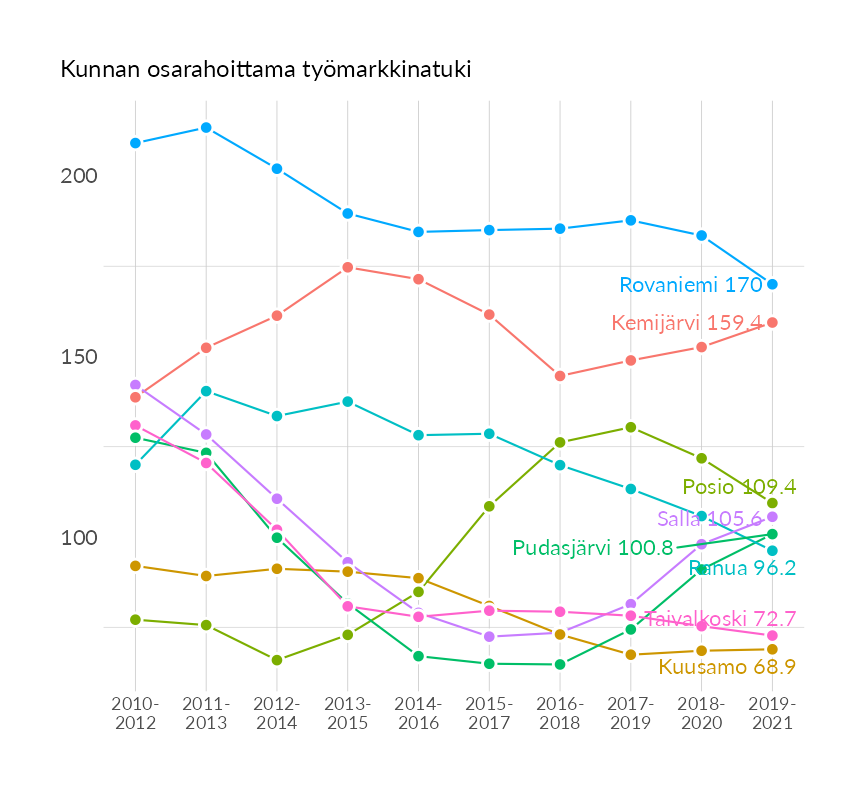 Kunnan osarahoittama työmarkkinatuki
200
150
100
Rovaniemi 170
Kemijärvi 159.4
Posio 109.4
Salla 105.6
Pudasjärvi 100.8
Ranua 96.2
Taivalkoski 72.7
Kuusamo 68.9
2010- 2011- 2012- 2013- 2014- 2015- 2016- 2017- 2018- 2019-
2012 2013 2014 2015 2016 2017 2018 2019 2020 2021